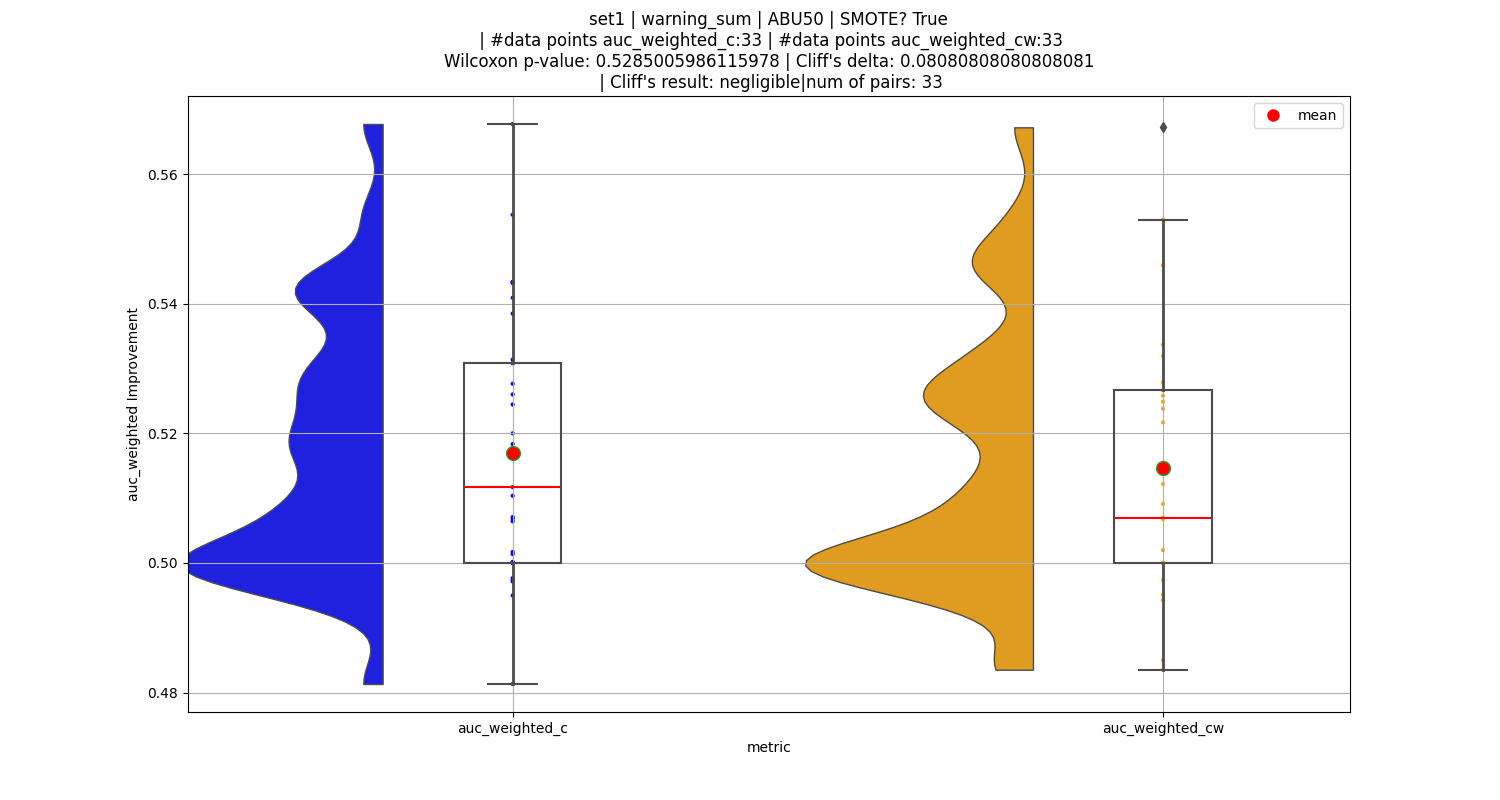 set1 | warning_sum | ABU50 | SMOTE? True
| #data points auc_weighted_c:33 | #data points auc_weighted_cw:33
Wilcoxon p-value: 0.5285005986115978 | Cliff's delta: 0.08080808080808081
| Cliff's result: negligible|num of pairs: 33
mean
0.56
0.54
0.52
0.50
0.48
auc_weighted Improvement
auc_weighted_c
auc_weighted_cw
metric